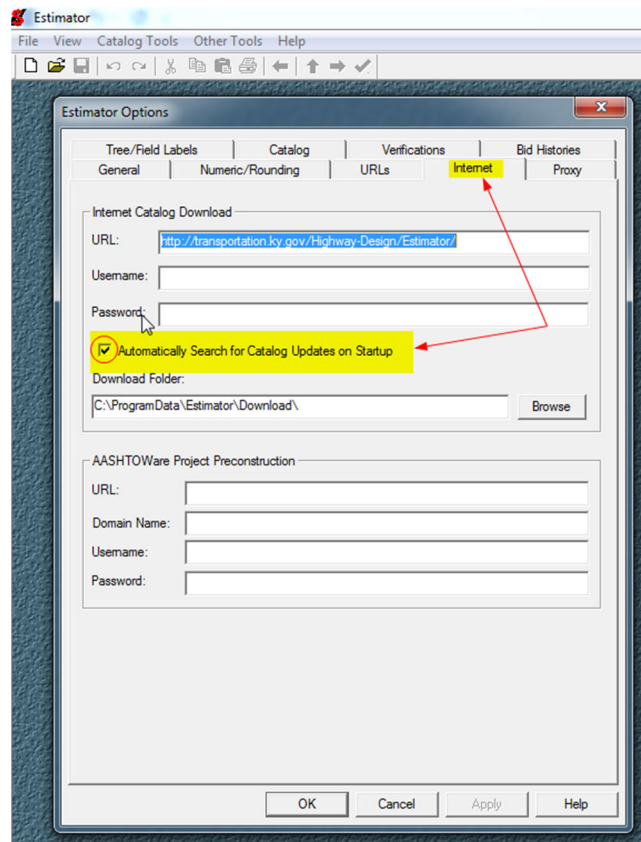 Estimator
File View Catalog Tools Other Tools Help
Estimator Options
Tree/Field Labels Catalog Verifications Bid Histories
General Numeric/Rounding URLs Internet Proxy
Internet Catalog Download
URL: http://transportation.ky.gov/Highway-Design/Estimator/
Username:
Password:
Automatically Search for Catalog Updates on Startup
Download Folder:
C:\ProgramData\Estimator\Download\ Browse
AASHTOWare Project Preconstruction
URL:
Domain Name:
Username:
Password:
OK Cancel Apply Help